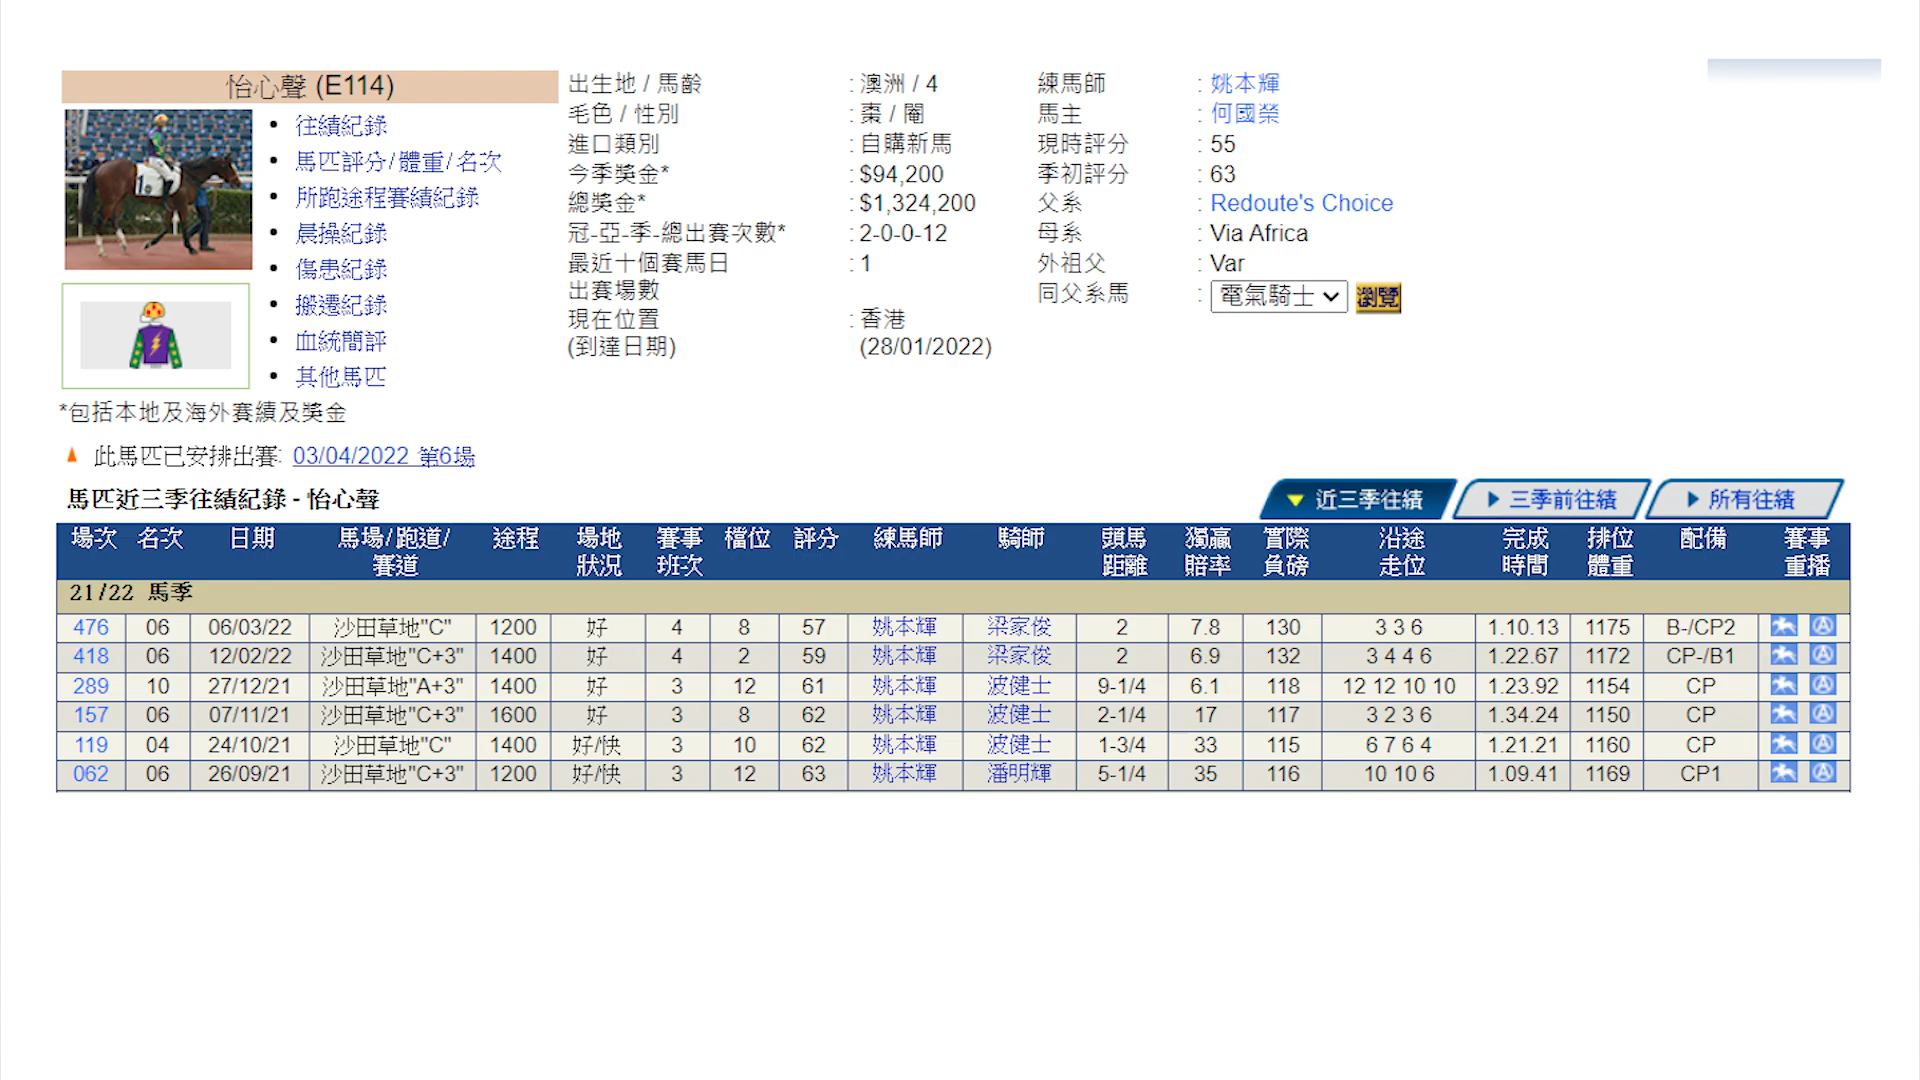 怡心聲 (E114)
往績紀錄
馬匹評分/體重/名次
所跑途程賽績紀錄
晨操紀錄
傷患紀錄
搬遷紀錄
血統簡評
其他馬匹
出生地 / 馬齡 : 澳洲 / 4
毛色 / 性別 : 棗 / 閹
進口類別 : 自購新馬
今季獎金* : $94,200
總獎金* : $1,324,200
冠-亞-季-總出賽次數* : 2-0-0-12
最近十個賽馬日 : 1
出賽場數
現在位置 : 香港
(到達日期) (28/01/2022)
練馬師 : 姚本輝
馬主 : 何國榮
現時評分 : 55
季初評分 : 63
父系 : Redoute's Choice
母系 : Via Africa
外祖父 : Var
同父系馬 : 電氣騎士 瀏覽
*包括本地及海外賽績及獎金
此馬匹已安排出賽: 03/04/2022 第6場
馬匹近三季往績紀錄 - 怡心聲
近三季往績 三季前往績 所有往績
場次 名次 日期 馬場/跑道/賽道 途程 場地狀況 賽事班次 檔位 評分 練馬師 騎師 頭馬距離 獨贏賠率 實際負磅 沿途走位 完成時間 排位體重 配備 賽事重播
21/22 馬季
476 06 06/03/22 沙田草地"C" 1200 好 4 8 57 姚本輝 梁家俊 2 7.8 130 3 3 6 1.10.13 1175 B-/CP2
418 06 12/02/22 沙田草地"C+3" 1400 好 4 2 59 姚本輝 梁家俊 2 6.9 132 3 4 4 6 1.22.67 1172 CP-/B1
289 10 27/12/21 沙田草地"A+3" 1400 好 3 12 61 姚本輝 波健士 9-1/4 6.1 118 12 12 10 10 1.23.92 1154 CP
157 06 07/11/21 沙田草地"C+3" 1600 好 3 8 62 姚本輝 波健士 2-1/4 17 117 3 2 3 6 1.34.24 1150 CP
119 04 24/10/21 沙田草地"C" 1400 好/快 3 10 62 姚本輝 波健士 1-3/4 33 115 6 7 6 4 1.21.21 1160 CP
062 06 26/09/21 沙田草地"C+3" 1200 好/快 3 12 63 姚本輝 潘明輝 5-1/4 35 116 10 10 6 1.09.41 1169 CP1